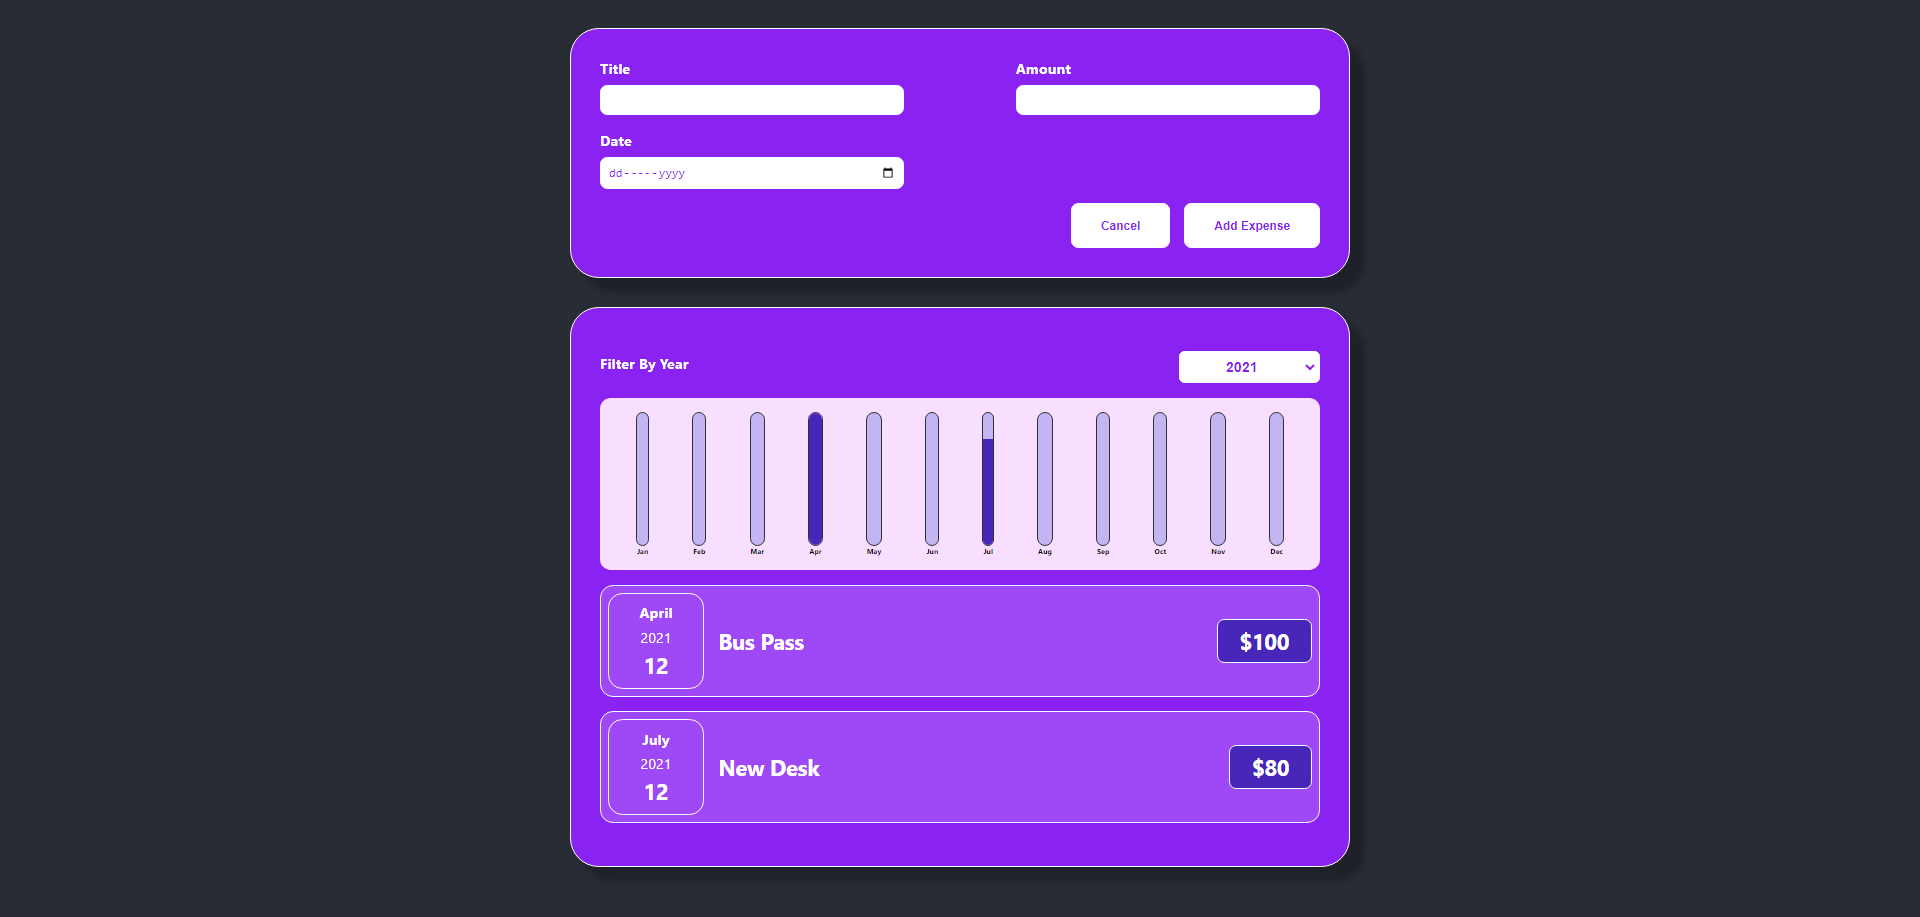 Title
Amount
Date
dd-----yyyy
Cancel
Add Expense
Filter By Year
2021
Jan Feb Mar Apr May Jun Jul Aug Sep Oct Nov Dec
April
2021
12
Bus Pass
$100
July
2021
12
New Desk
$80